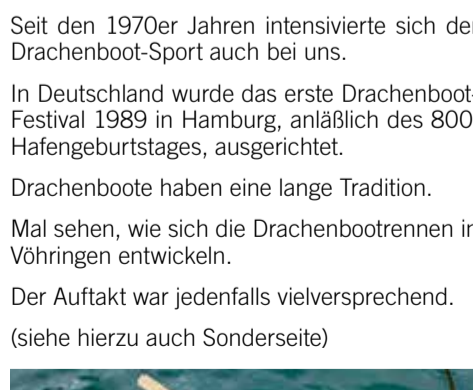 Seit den 1970er Jahren intensivierte sich der
Drachenboot-Sport auch bei uns.
In Deutschland wurde das erste Drachenboot-
Festival 1989 in Hamburg, anläßlich des 800
Hafengeburtstages, ausgerichtet.
Drachenboote haben eine lange Tradition.
Mal sehen, wie sich die Drachenbootrennen in
Vöhringen entwickeln.
Der Auftakt war jedenfalls vielversprechend.
(siehe hierzu auch Sonderseite)